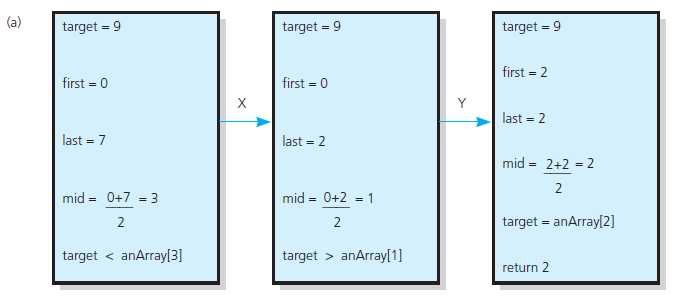 (a)
target = 9
first = 0
last = 7
mid = 0+7 = 3
2
target < anArray[3]
X
target = 9
first = 0
last = 2
mid = 0+2 = 1
2
target > anArray[1]
Y
target = 9
first = 2
last = 2
mid = 2+2 = 2
2
target = anArray[2]
return 2